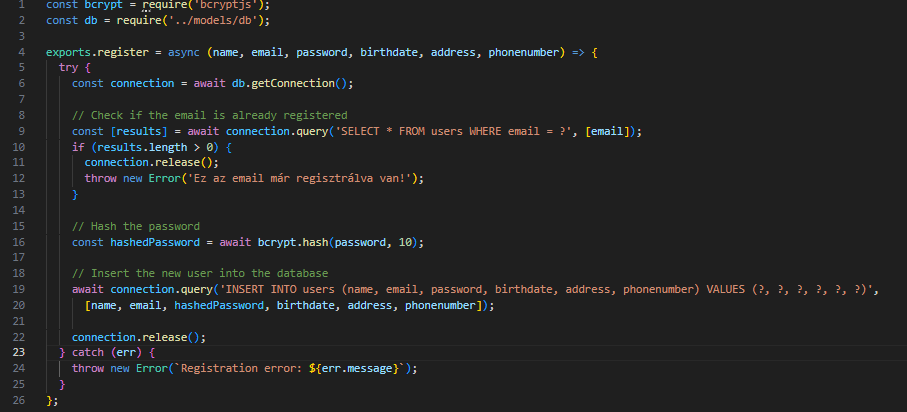 1 const bcrypt = require('bcryptjs');
2 const db = require('../models/db');
3
4 exports.register = async (name, email, password, birthdate, address, phonenumber) => {
5   try {
6     const connection = await db.getConnection();
7
8     // Check if the email is already registered
9     const [results] = await connection.query('SELECT * FROM users WHERE email = ?', [email]);
10     if (results.length > 0) {
11       connection.release();
12       throw new Error('Ez az email már regisztrálva van!');
13     }
14
15     // Hash the password
16     const hashedPassword = await bcrypt.hash(password, 10);
17
18     // Insert the new user into the database
19     await connection.query('INSERT INTO users (name, email, password, birthdate, address, phonenumber) VALUES (?, ?, ?, ?, ?, ?)',
20       [name, email, hashedPassword, birthdate, address, phonenumber]);
21
22     connection.release();
23   } catch (err) {
24     throw new Error(`Registration error: ${err.message}`);
25   }
26 };